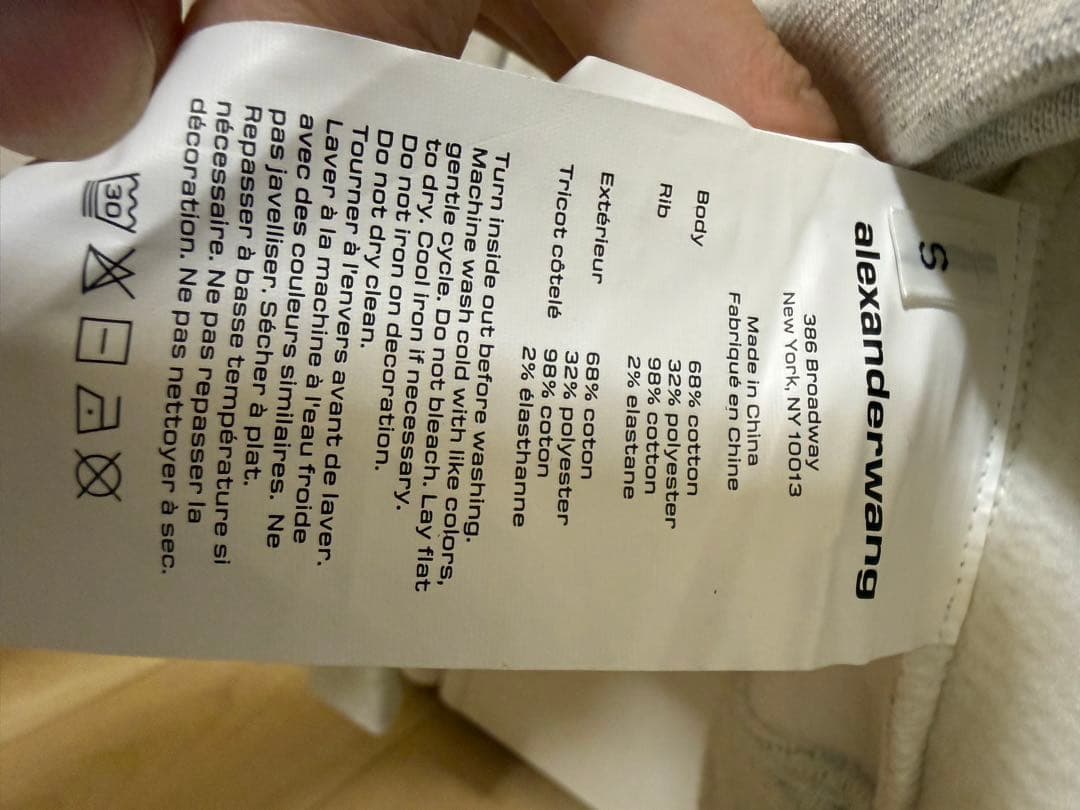 S
alexanderwang
386 Broadway
New York, NY 10013
Made in China
Fabriqué en Chine
Body 68% cotton
32% polyester
Rib 98% cotton
2% elastane
Extérieur 68% coton
32% polyester
Tricot côtelé 98% coton
2% élasthanne
Turn inside out before washing.
Machine wash cold with like colors,
gentle cycle. Do not bleach. Lay flat
to dry. Cool iron if necessary.
Do not iron on decoration.
Do not dry clean.
Tourner à l'envers avant de laver.
Laver à la machine à l'eau froide
avec des couleurs similaires. Ne
pas javelliser. Sécher à plat.
Repasser à basse température si
nécessaire. Ne pas repasser la
décoration. Ne pas nettoyer à sec.
30